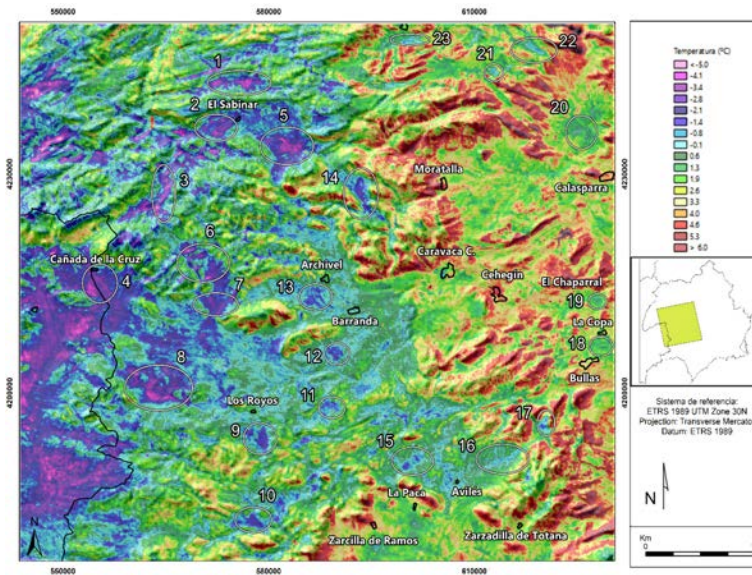 550000 580000 610000
23
1
21
22
2 El Sabinar
5
20
4230000 4230000
3
14
Moratalla
Calasparra
6
Cañada de la Cruz
Caravaca C.
Archivel
Cehegín
El Chaparral
4
7
13
19
Barranda
La Copa
18
12
8
Bullas
4200000 4200000
Los Royos
11
17
9
15
16
10
La Paca
Aviles
Zarcilla de Ramos
Zarzadilla de Totana
N
550000 580000 610000
Temperatura (ºC)
< -5.0
-4.1
-3.4
-2.8
-2.1
-1.4
-0.8
-0.1
0.6
1.3
1.9
2.6
3.3
4.0
4.6
5.3
> 6.0
Sistema de referencia:
ETRS 1989 UTM Zone 30N
Projection: Transverse Mercato
Datum: ETRS 1989
N
Km
0